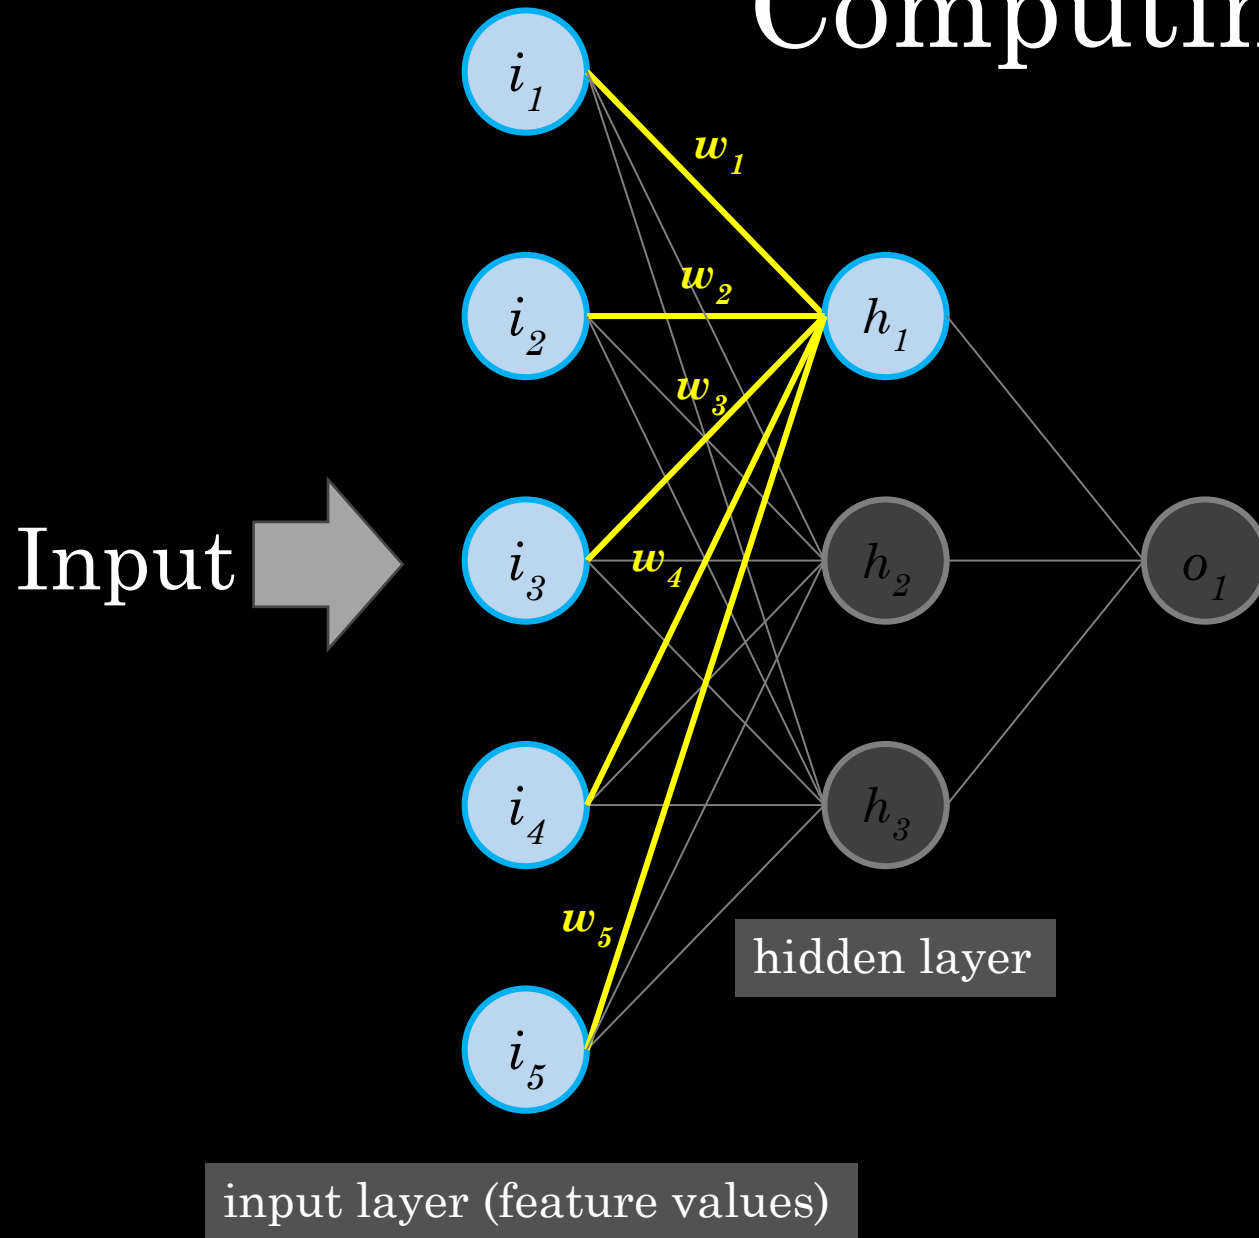 Computin
i1
w1
i2
w2
h1
w3
Input
i3
w4
h2
o1
i4
h3
w5
hidden layer
i5
input layer (feature values)